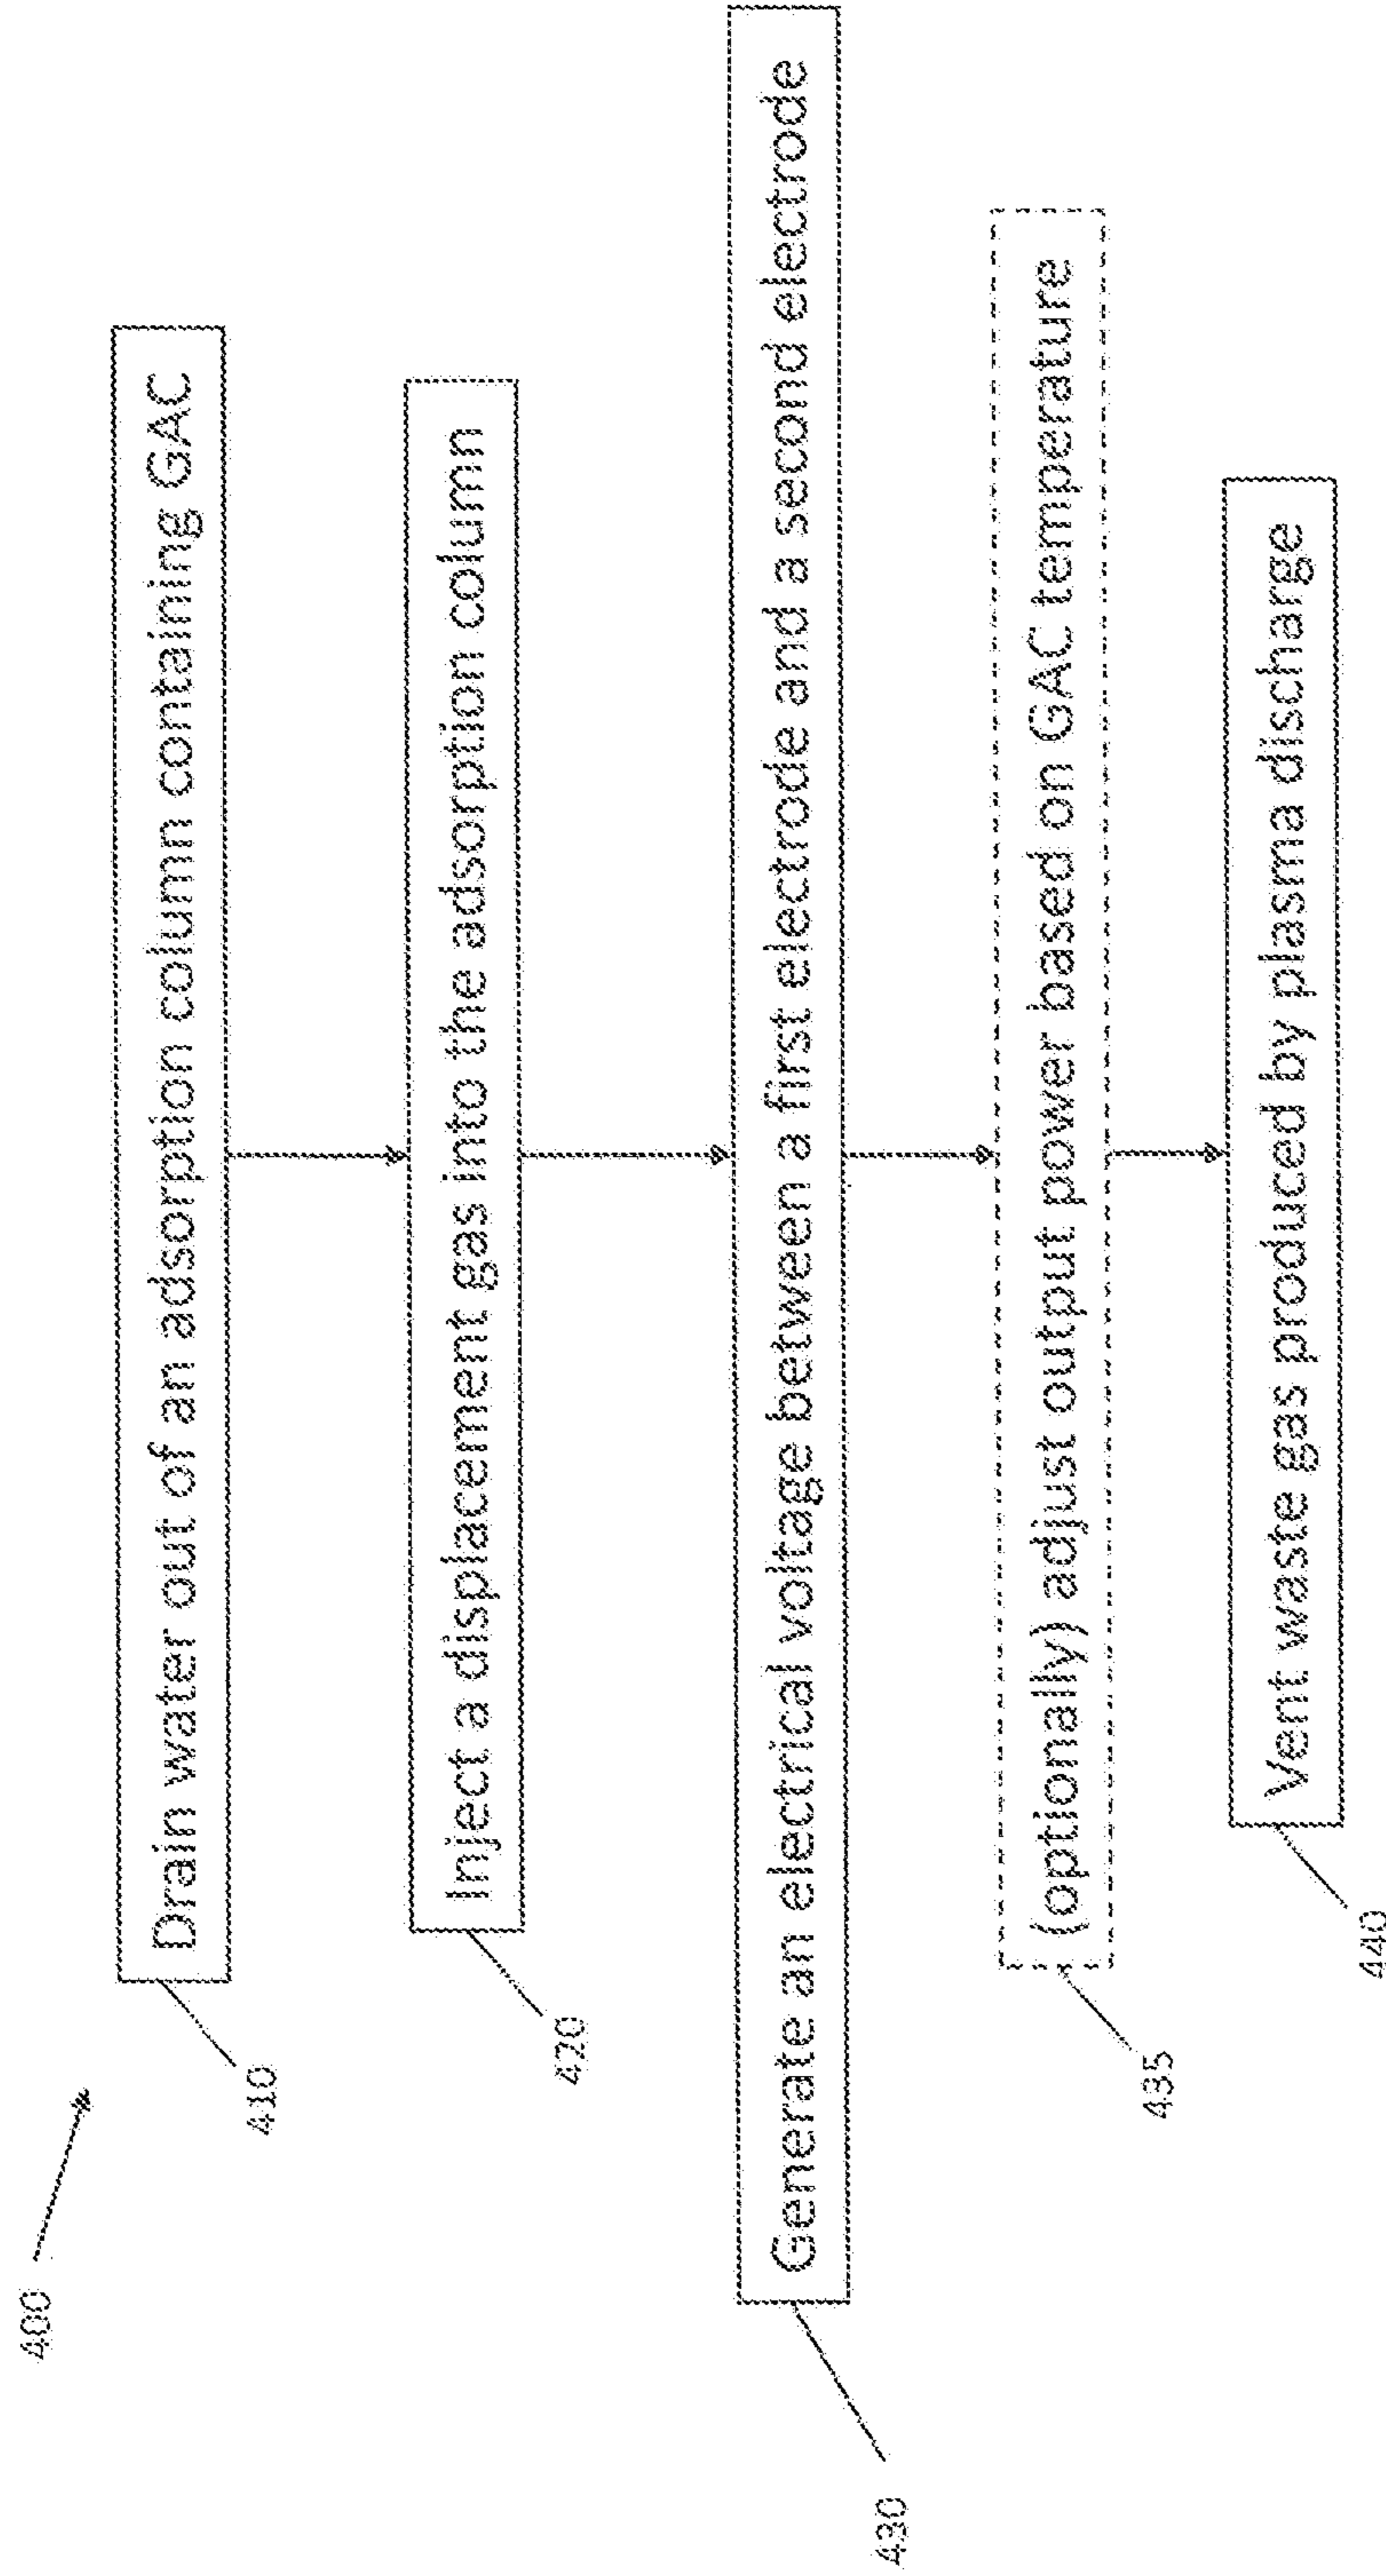 400
410
Drain water out of an adsorption column containing GAC
420
Inject a displacement gas into the adsorption column
430
Generate an electrical voltage between a first electrode and a second electrode
435
(optionally) adjust output power based on GAC temperature
440
Vent waste gas produced by plasma discharge